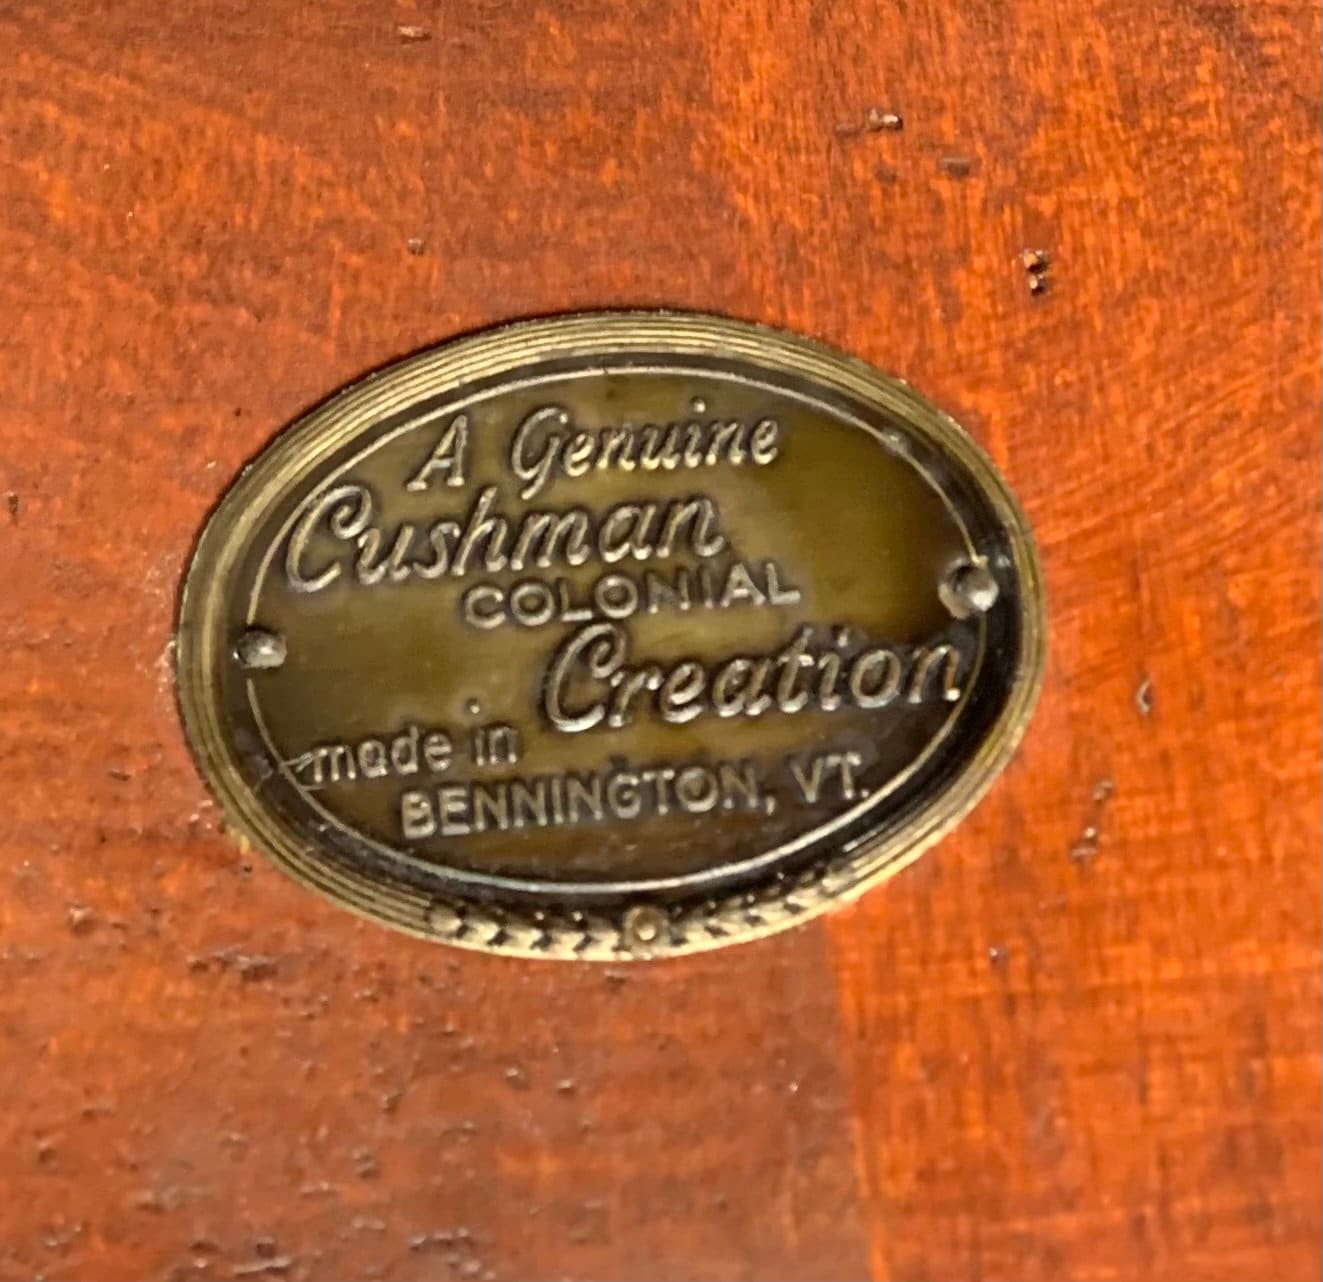 A Genuine
Cushman
COLONIAL
Creation
made in
BENNINGTON, VT.